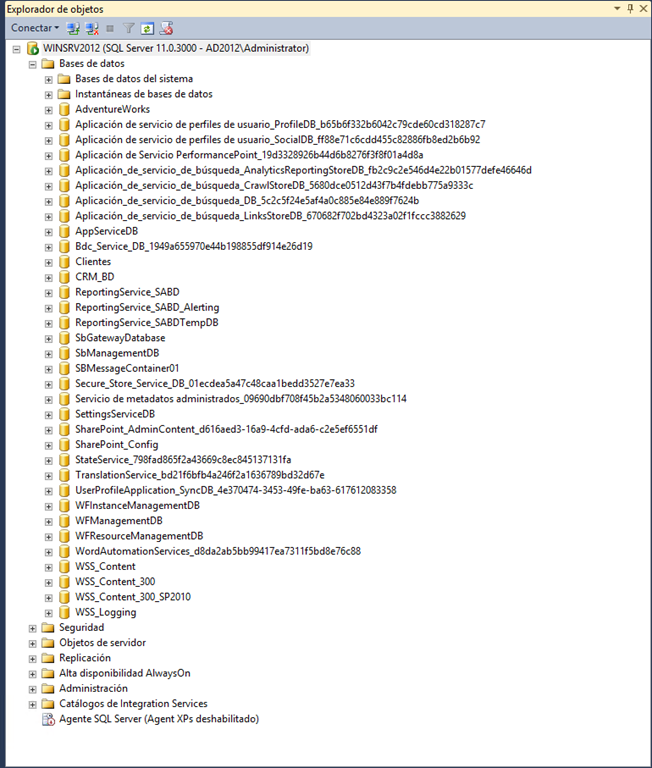 Explorador de objetos
Conectar
WINSRV2012 (SQL Server 11.0.3000 - AD2012\Administrator)
Bases de datos
Bases de datos del sistema
Instantáneas de bases de datos
AdventureWorks
Aplicación de servicio de perfiles de usuario_ProfileDB_b65b6f332b6042c79cde60cd318287c7
Aplicación de servicio de perfiles de usuario_SocialDB_ff88e71c6cdd455c82886fb8ed2b6b92
Aplicación de Servicio PerformancePoint_19d3328926b44d6b8276f3f8f01a4d8a
Aplicación_de_servicio_de_búsqueda_AnalyticsReportingStoreDB_fb2c9c2e546d4e22b01577defe46646d
Aplicación_de_servicio_de_búsqueda_CrawlStoreDB_5680dce0512d43f7b4fdebb775a9333c
Aplicación_de_servicio_de_búsqueda_DB_5c2c5f24e5af4a0c885e84e889f7624b
Aplicación_de_servicio_de_búsqueda_LinksStoreDB_670682f702bd4323a02f1fccc3882629
AppServiceDB
Bdc_Service_DB_1949a655970e44b198855df914e26d19
Clientes
CRM_BD
ReportingService_SABD
ReportingService_SABD_Alerting
ReportingService_SABDTempDB
SbGatewayDatabase
SbManagementDB
SBMessageContainer01
Secure_Store_Service_DB_01ecdea5a47c48caa1bedd3527e7ea33
Servicio de metadatos administrados_09690dbf708f45b2a5348060033bc114
SettingsServiceDB
SharePoint_AdminContent_d616aed3-16a9-4cfd-ada6-c2e5ef6551df
SharePoint_Config
StateService_798fad865f2a43669c8ec845137131fa
TranslationService_bd21f6bfb4a246f2a1636789bd32d67e
UserProfileApplication_SyncDB_4e370474-3453-49fe-ba63-617612083358
WFInstanceManagementDB
WFManagementDB
WFResourceManagementDB
WordAutomationServices_d8da2ab5bb99417ea7311f5bd8e76c88
WSS_Content
WSS_Content_300
WSS_Content_300_SP2010
WSS_Logging
Seguridad
Objetos de servidor
Replicación
Alta disponibilidad AlwaysOn
Administración
Catálogos de Integration Services
Agente SQL Server (Agent XPs deshabilitado)